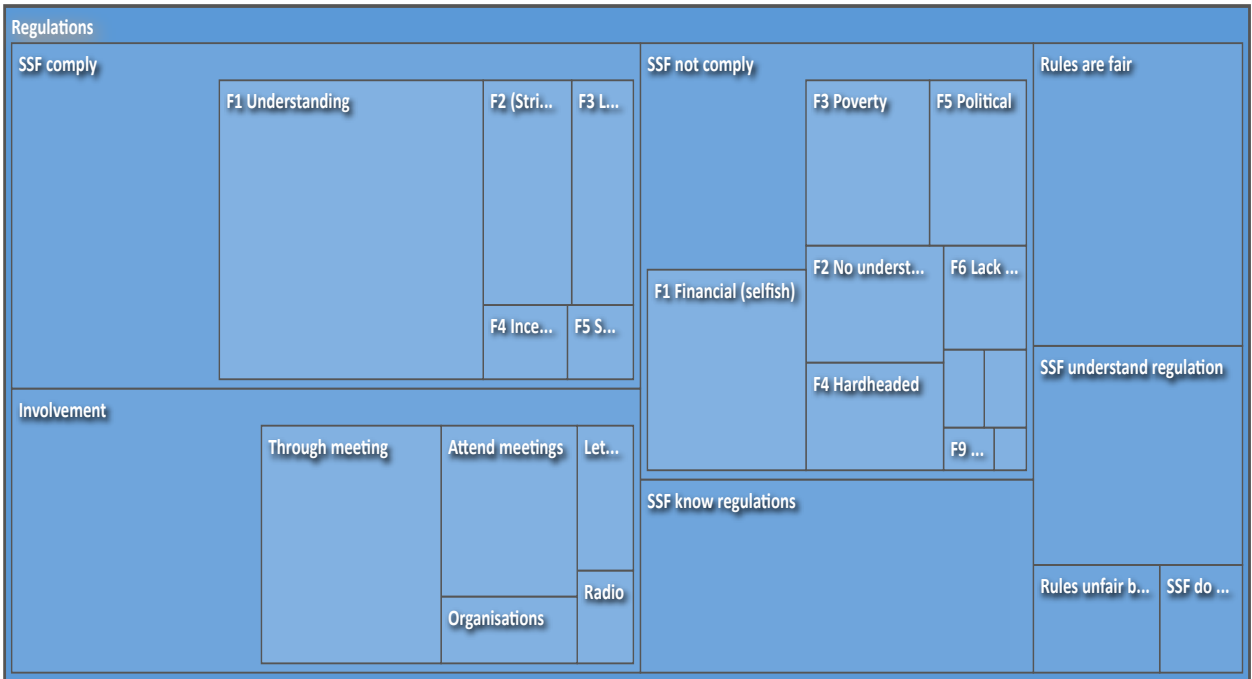 Regulations
SSF comply
F1 Understanding
F2 (Stri...
F3 L...
F4 Ince...
F5 S...
SSF not comply
F3 Poverty
F5 Political
F1 Financial (selfish)
F2 No underst...
F6 Lack ...
F4 Hardheaded
F9 ...
Rules are fair
SSF understand regulation
Involvement
Through meeting
Attend meetings
Let...
Organisations
Radio
SSF know regulations
Rules unfair b...
SSF do ...